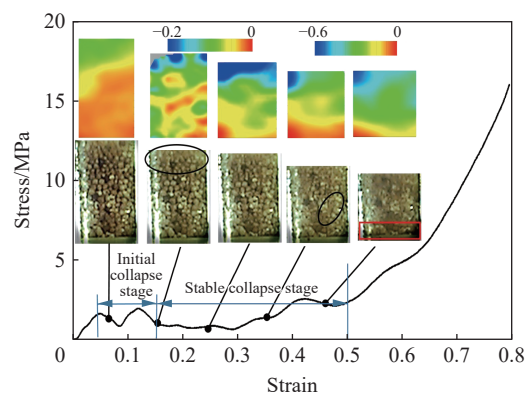 −0.2 0 −0.6 0
20
15
10
5
0
Stress/MPa
Initial
collapse
stage
Stable collapse stage
0.1 0.2 0.3 0.4 0.5 0.6 0.7 0.8
Strain